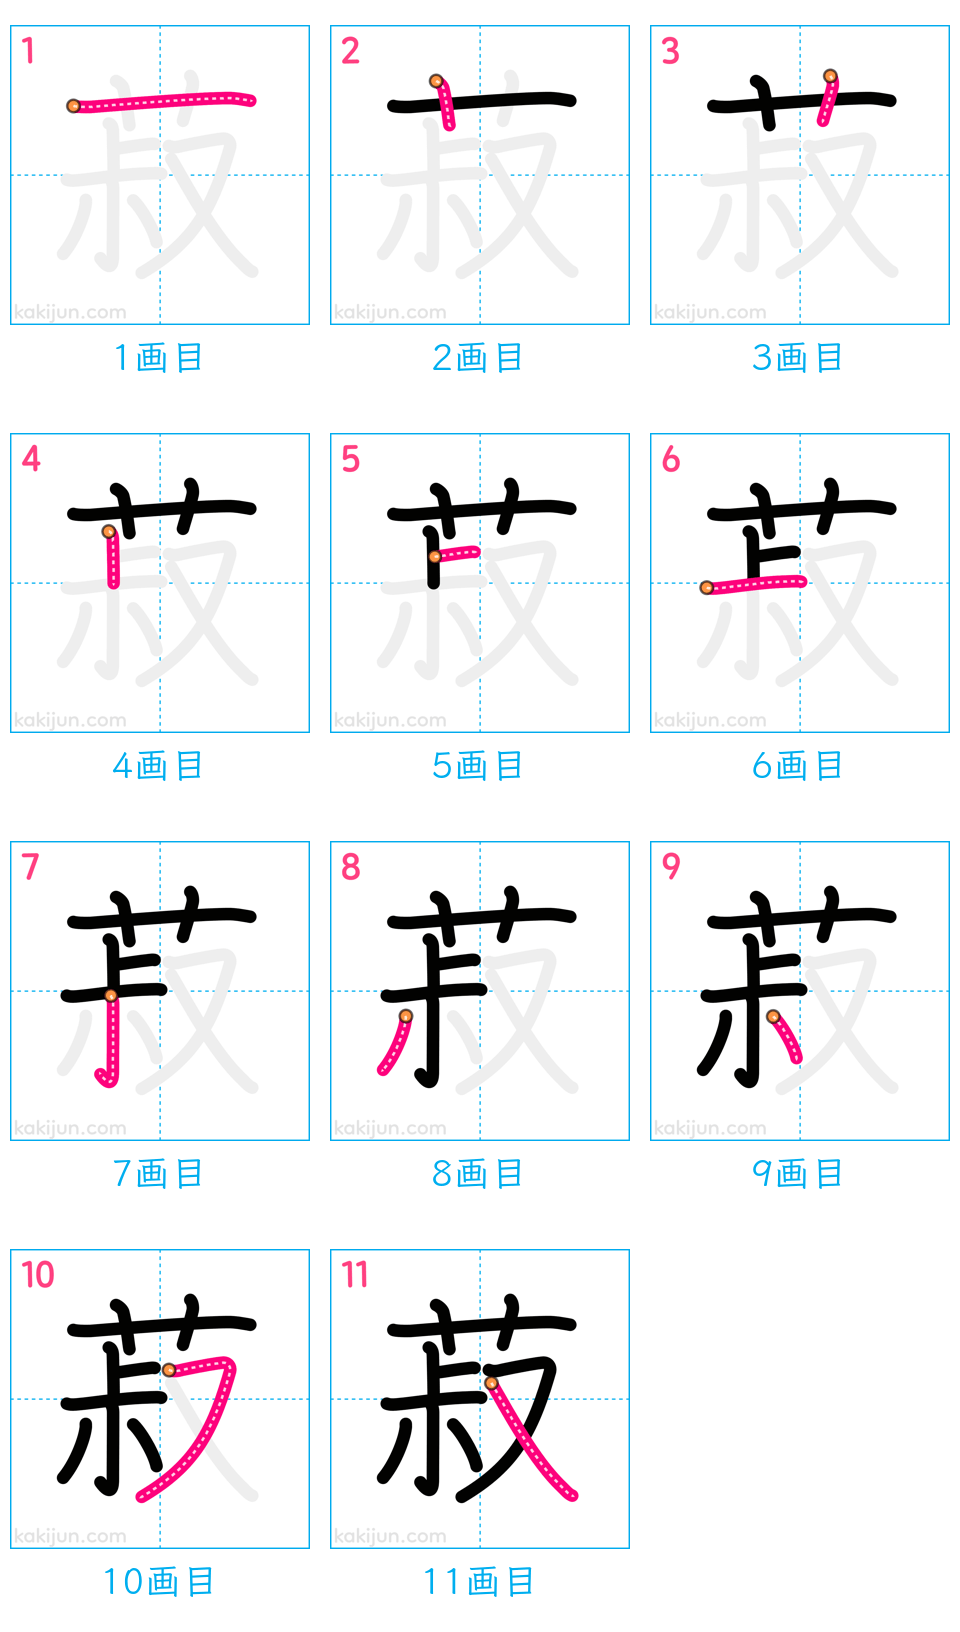 1 2 3
kakijun.com kakijun.com kakijun.com
1画目 2画目 3画目
4 5 6
kakijun.com kakijun.com kakijun.com
4画目 5画目 6画目
7 8 9
kakijun.com kakijun.com kakijun.com
7画目 8画目 9画目
10 11
菽 菽
kakijun.com kakijun.com
10画目 11画目